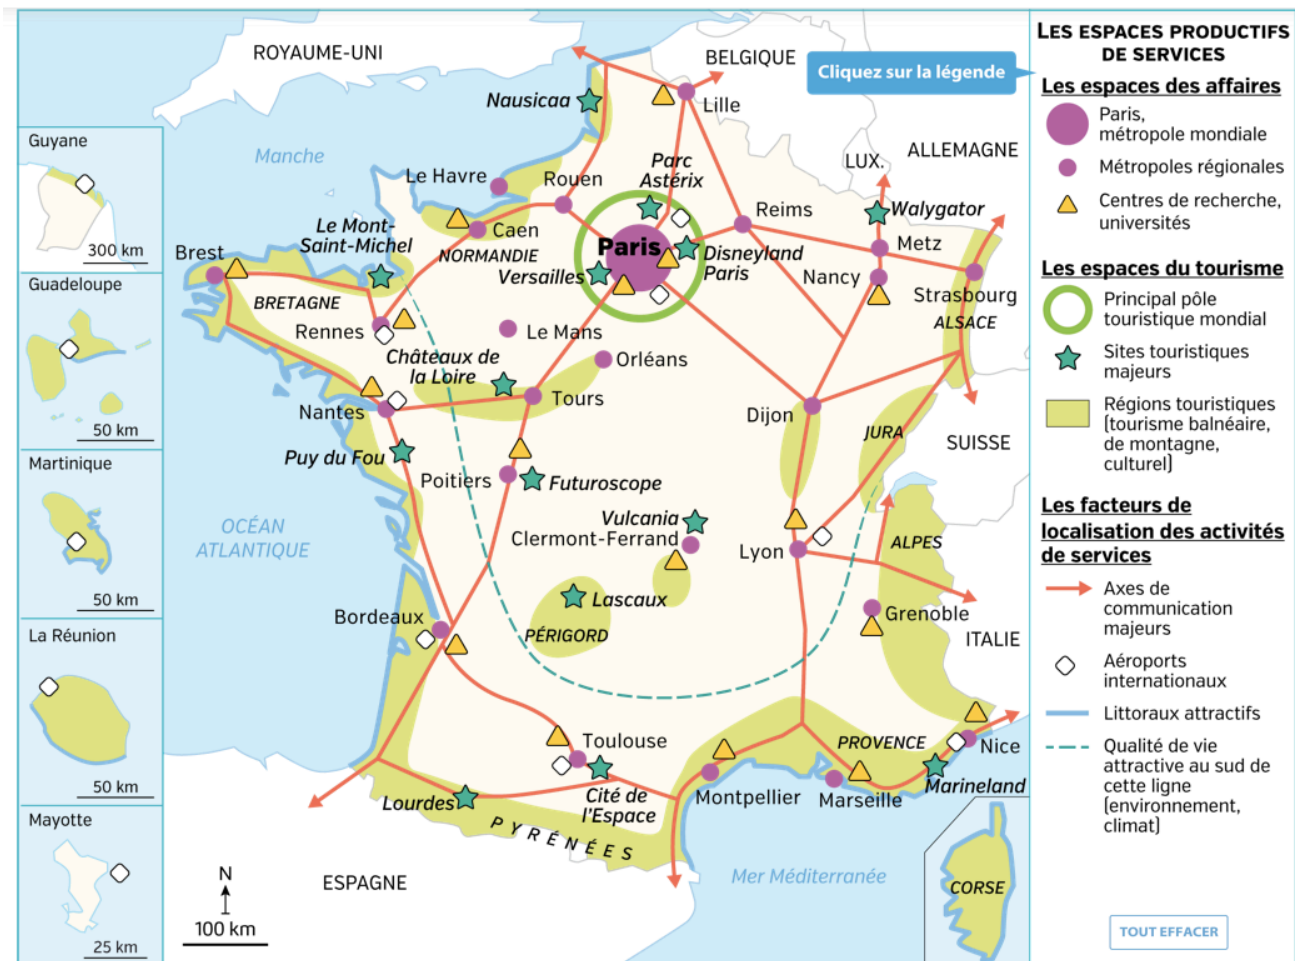 ROYAUME-UNI
BELGIQUE
Cliquez sur la légende
Nausicaa
Lille
Manche
Parc
Astérix
LUX.
ALLEMAGNE
Le Havre
Rouen
Reims
Walygator
Le Mont-
Saint-Michel
Caen
NORMANDIE
Paris
Disneyland
Paris
Versailles
Metz
Nancy
Strasbourg
ALSACE
Brest
BRETAGNE
Rennes
Le Mans
Orléans
Châteaux de
la Loire
Tours
Nantes
Dijon
JURA
SUISSE
Puy du Fou
Poitiers
Futuroscope
Vulcania
Clermont-Ferrand
OCÉAN
ATLANTIQUE
Lyon
ALPES
Lascaux
PÉRIGORD
Grenoble
ITALIE
Bordeaux
Toulouse
PROVENCE
Nice
Cité de
l'Espace
Lourdes
Montpellier
Marseille
Marineland
PYRÉNÉES
ESPAGNE
Mer Méditerranée
CORSE
N
100 km
Guyane
300 km
Guadeloupe
50 km
Martinique
50 km
La Réunion
50 km
Mayotte
25 km
LES ESPACES PRODUCTIFS
DE SERVICES
Les espaces des affaires
Paris,
métropole mondiale
Métropoles régionales
Centres de recherche,
universités
Les espaces du tourisme
Principal pôle
touristique mondial
Sites touristiques
majeurs
Régions touristiques
(tourisme balnéaire,
de montagne,
culturel)
Les facteurs de
localisation des activités
de services
Axes de
communication
majeurs
Aéroports
internationaux
Littoraux attractifs
Qualité de vie
attractive au sud de
cette ligne
(environnement,
climat)
TOUT EFFACER